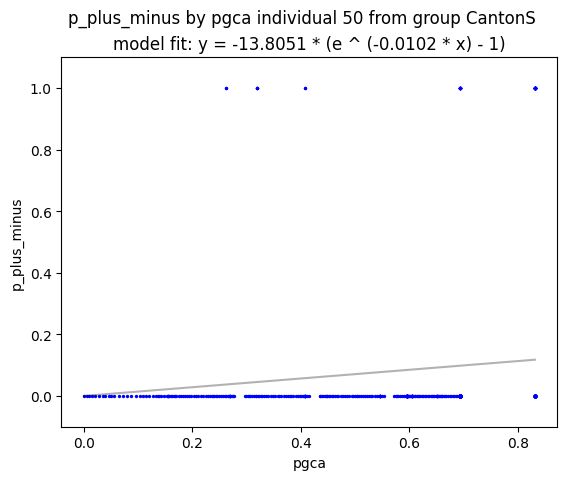 p_plus_minus by pgca individual 50 from group CantonS
model fit: y = -13.8051 * (e ^ (-0.0102 * x) - 1)
1.0
0.8
0.6
0.4
0.2
0.0
p_plus_minus
0.0 0.2 0.4 0.6 0.8
pgca